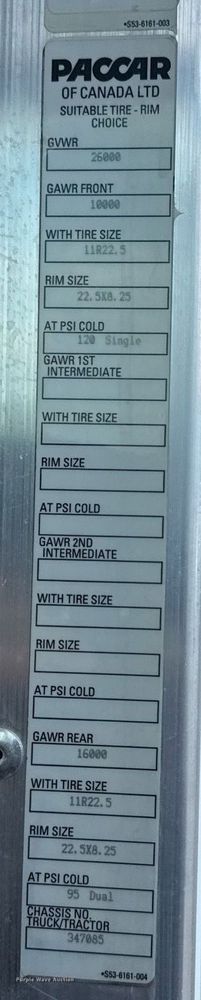 •S53-6161-003
PACCAR
OF CANADA LTD
SUITABLE TIRE - RIM
CHOICE
GVWR
26000
GAWR FRONT
10000
WITH TIRE SIZE
11R22.5
RIM SIZE
22.5X8.25
AT PSI COLD
120 Single
GAWR 1ST
INTERMEDIATE
WITH TIRE SIZE
RIM SIZE
AT PSI COLD
GAWR 2ND
INTERMEDIATE
WITH TIRE SIZE
RIM SIZE
AT PSI COLD
GAWR REAR
16000
WITH TIRE SIZE
11R22.5
RIM SIZE
22.5X8.25
AT PSI COLD
95 Dual
CHASSIS NO.
TRUCK/TRACTOR
347085
•S53-6161-004
Purple Wave Auction